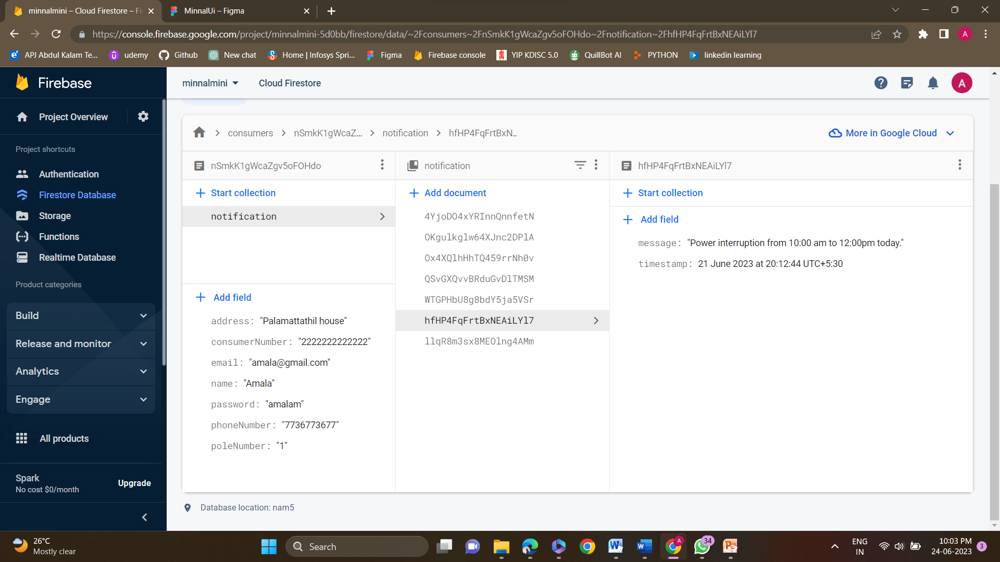 minnalmini – Cloud Firestore – Fi
MinnalUi – Figma
https://console.firebase.google.com/project/minnalmini-5d0bb/firestore/data/~2Fconsumers~2FnSmkK1gWcaZgv5oFOHdo~2Fnotification~2FhfHP4FqFrtBxNEAiLYl7
A
APJ Abdul Kalam Te...
udemy
Github
New chat
Home | Infosys Spri...
Figma
Firebase console
YIP KDISC 5.0
QuillBot AI
PYTHON
linkedin learning
Firebase
minnalmini
Cloud Firestore
A
Project Overview
Project shortcuts
Authentication
Firestore Database
Storage
Functions
Realtime Database
Product categories
Build
Release and monitor
Analytics
Engage
All products
Spark
No cost $0/month
Upgrade
consumers
nSmkK1gWcaZ...
notification
hfHP4FqFrtBxN..
More in Google Cloud
nSmkK1gWcaZgv5oFOHdo
Start collection
notification
Add field
address: "Palamattathil house"
consumerNumber: "2222222222222"
email: "amala@gmail.com"
name: "Amala"
password: "amalam"
phoneNumber: "7736773677"
poleNumber: "1"
notification
Add document
4YjoDO4xYRInnQnnfetN
OKgulkglw64XJnc2DPlA
Ox4XQlhHhTQ459rrNh0v
QSvGXQvvBRduGvDlTMSM
WTGPHbU8g8bdY5ja5VSr
hfHP4FqFrtBxNEAiLYl7
llqR8m3sx8MEOlng4AMm
hfHP4FqFrtBxNEAiLYl7
Start collection
Add field
message: "Power interruption from 10:00 am to 12:00pm today."
timestamp: 21 June 2023 at 20:12:44 UTC+5:30
Database location: nam5
26°C
Mostly clear
Search
A
34
ENG
IN
10:03 PM
24-06-2023
3